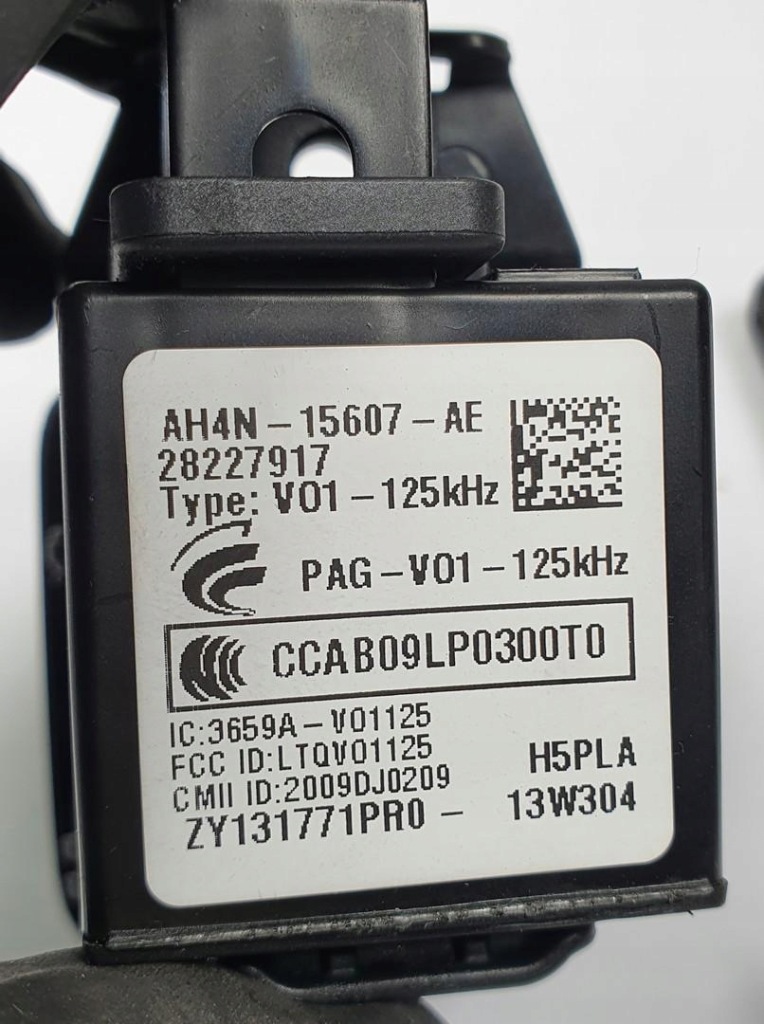 AH4N-15607-AE
28227917
Type: V01-125kHz
PAG-V01-125kHz
CCAB09LP0300T0
IC:3659A-V01125
FCC ID:LTQV01125
CMII ID:2009DJ0209
H5PLA
ZY131771PR0- 13W304